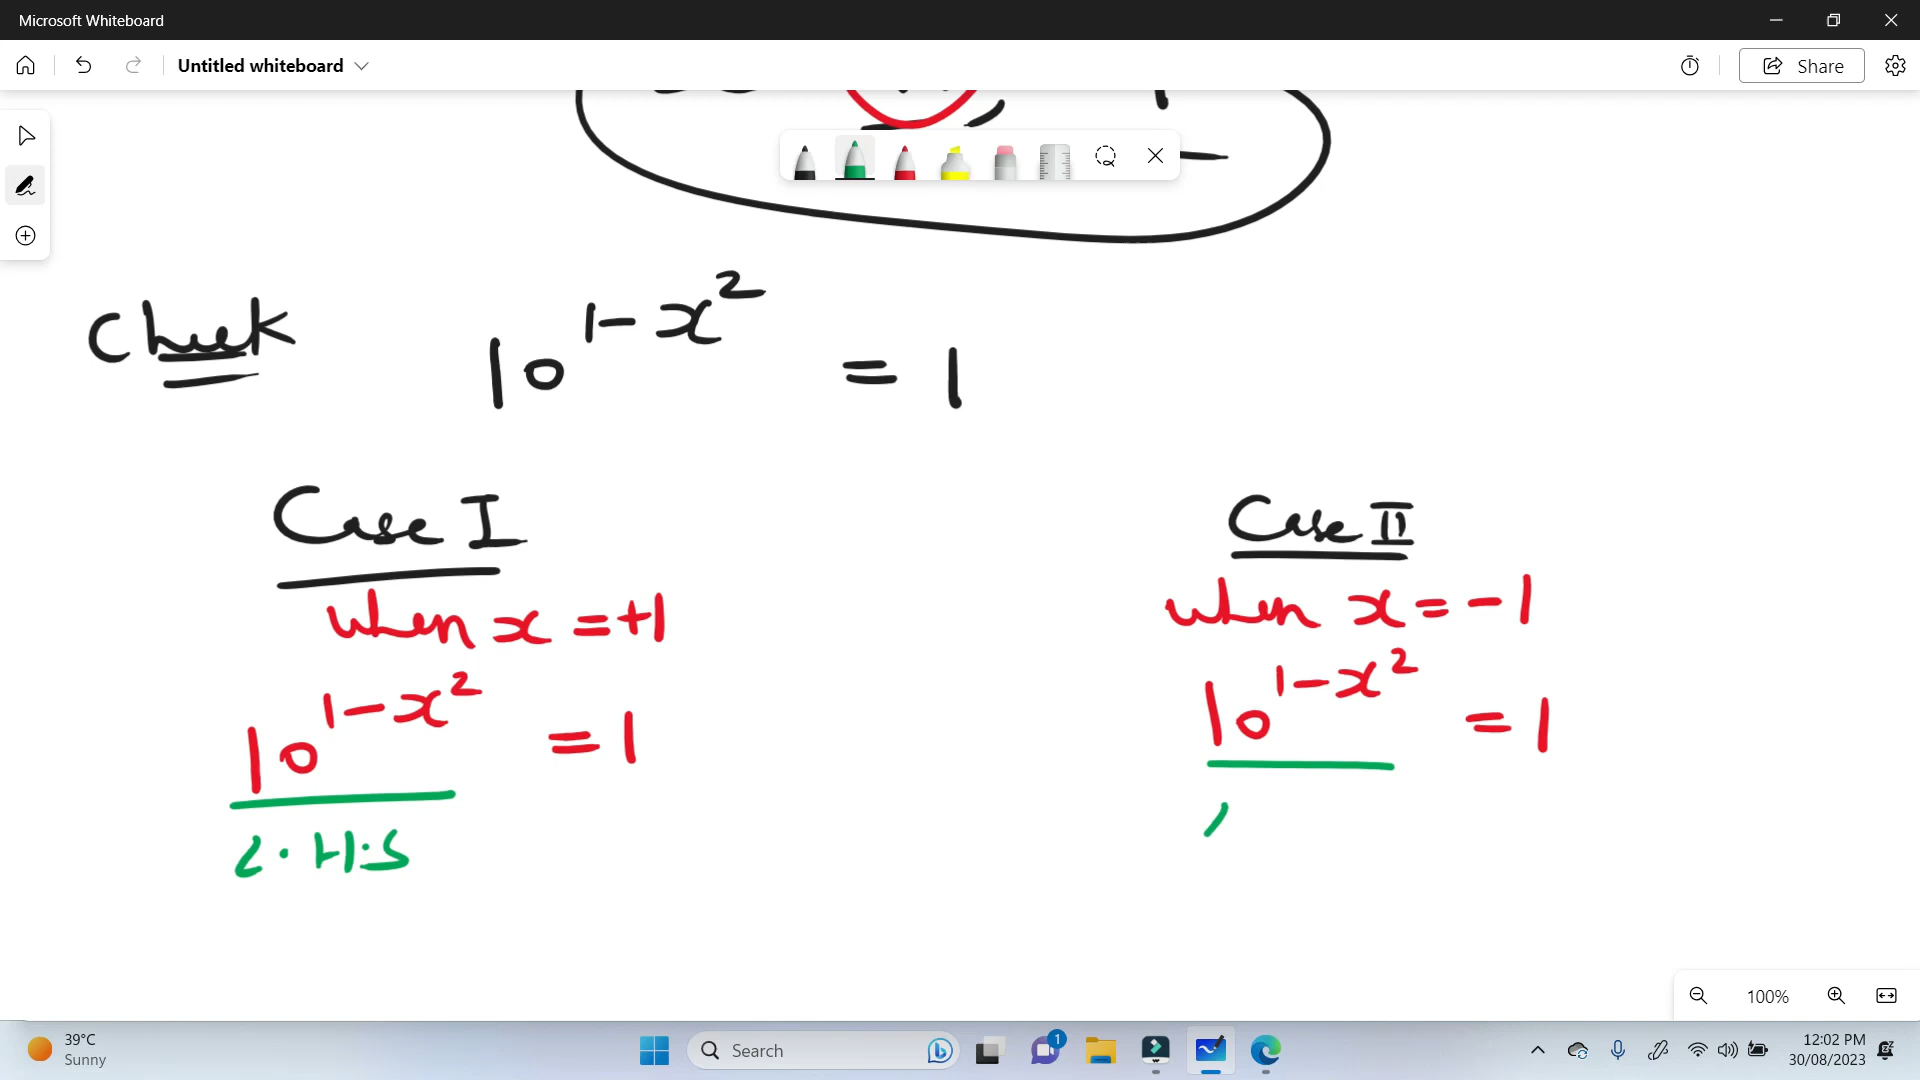 Microsoft Whiteboard
Untitled whiteboard
Share
Check
10^{1-x^2} = 1
Case I
when x = +1
10^{1-x^2} = 1
L.H.S
Case II
when x = -1
10^{1-x^2} = 1
100%
39°C
Sunny
Search
1
12:02 PM
30/08/2023